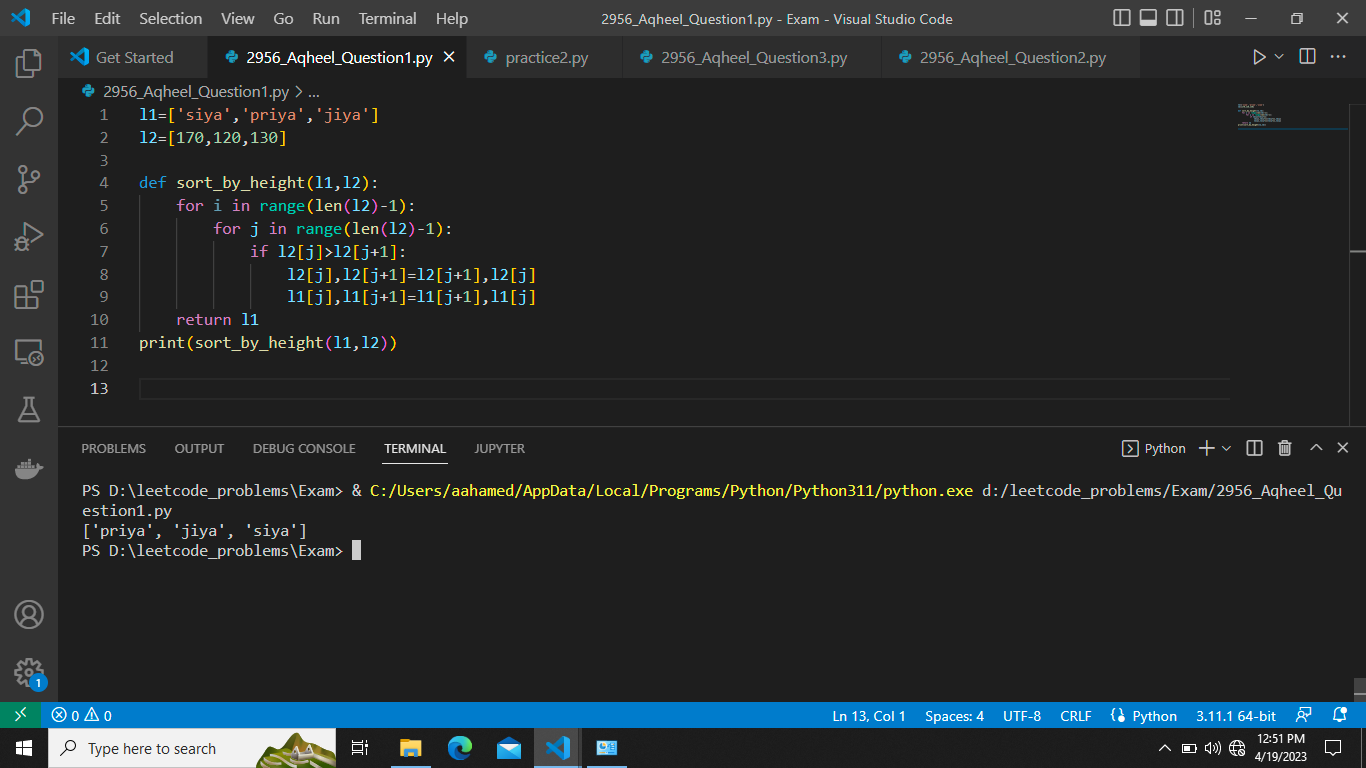 File Edit Selection View Go Run Terminal Help 2956_Aqheel_Question1.py - Exam - Visual Studio Code
Get Started 2956_Aqheel_Question1.py practice2.py 2956_Aqheel_Question3.py 2956_Aqheel_Question2.py
2956_Aqheel_Question1.py > ...
1 l1=['siya','priya','jiya']
2 l2=[170,120,130]
3
4 def sort_by_height(l1,l2):
5 for i in range(len(l2)-1):
6 for j in range(len(l2)-1):
7 if l2[j]>l2[j+1]:
8 l2[j],l2[j+1]=l2[j+1],l2[j]
9 l1[j],l1[j+1]=l1[j+1],l1[j]
10 return l1
11 print(sort_by_height(l1,l2))
12
13
PROBLEMS OUTPUT DEBUG CONSOLE TERMINAL JUPYTER Python
PS D:\leetcode_problems\Exam> & C:/Users/aahamed/AppData/Local/Programs/Python/Python311/python.exe d:/leetcode_problems/Exam/2956_Aqheel_Qu
estion1.py
['priya', 'jiya', 'siya']
PS D:\leetcode_problems\Exam>
1
0 0 Ln 13, Col 1 Spaces: 4 UTF-8 CRLF Python 3.11.1 64-bit
Type here to search 12:51 PM
4/19/2023